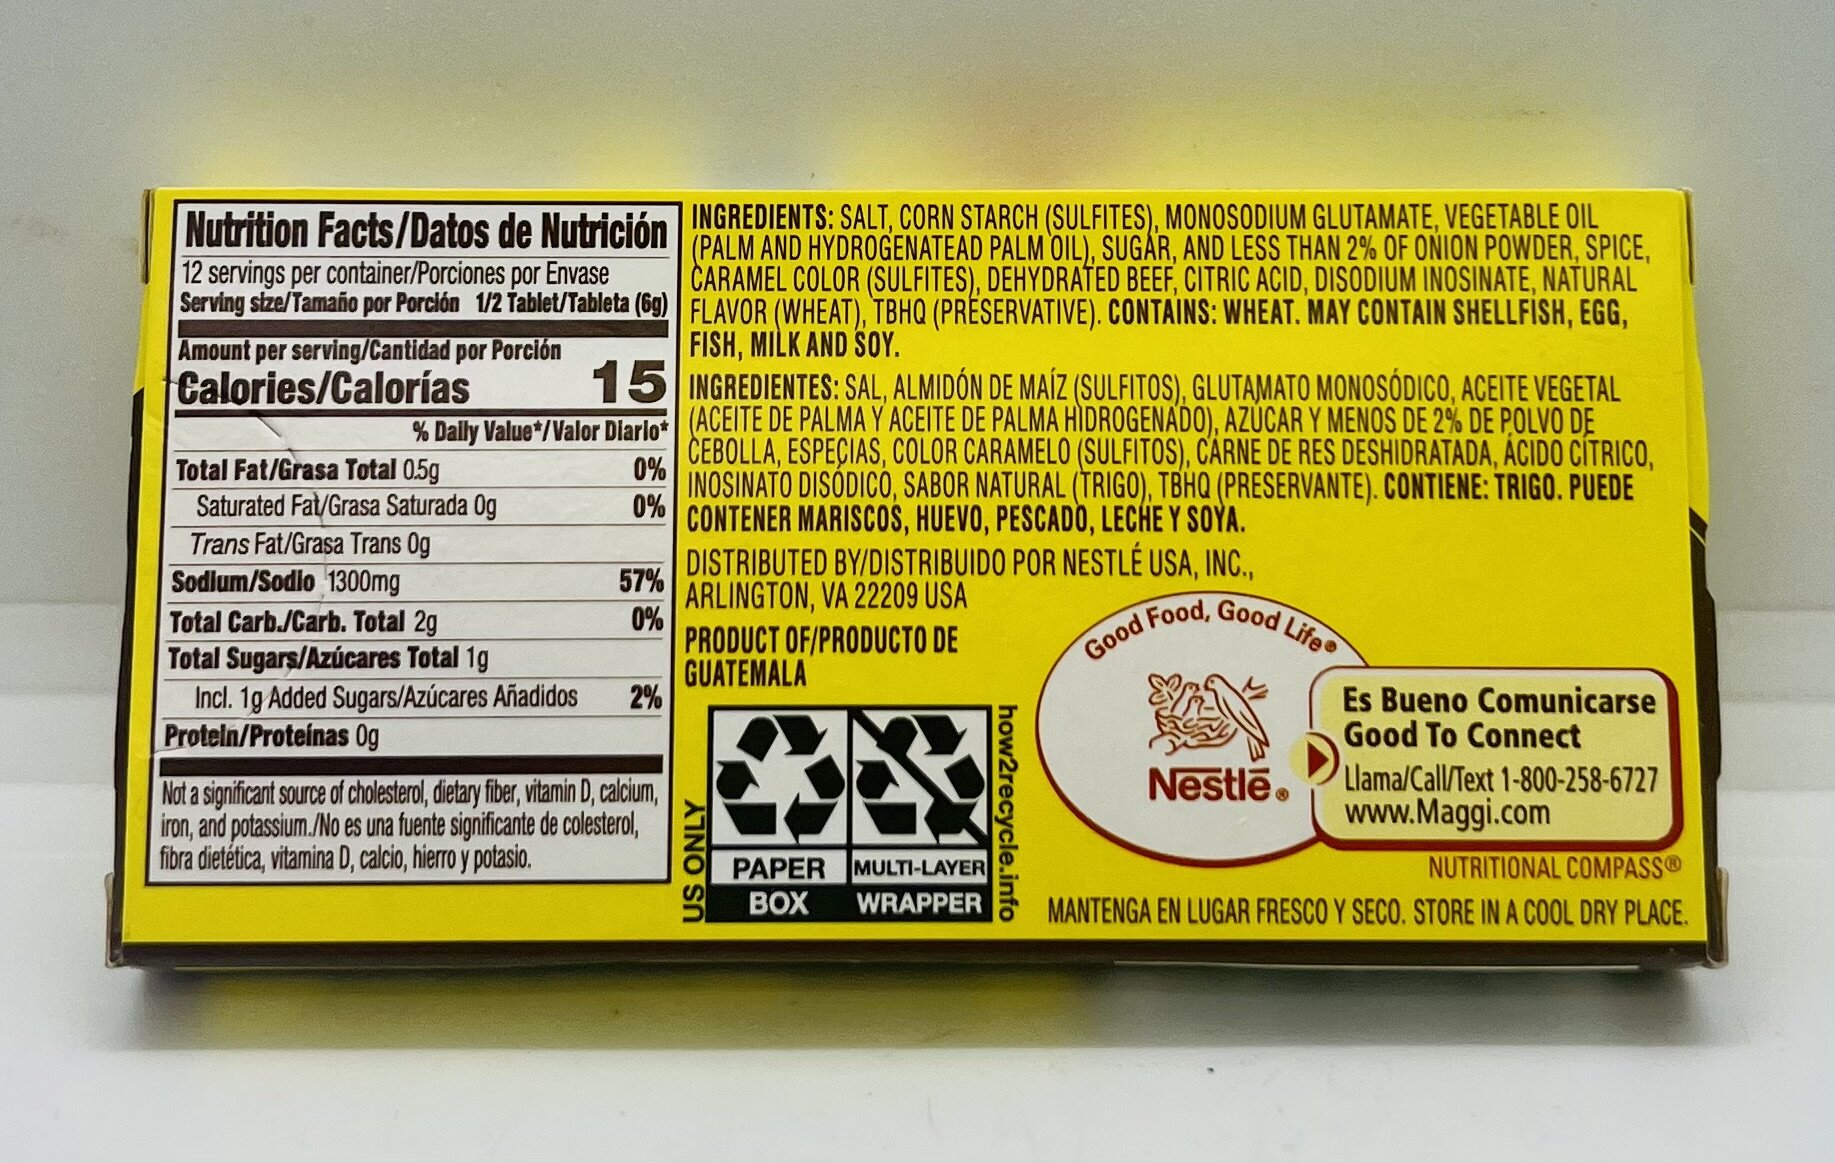 Nutrition Facts/Datos de Nutrición
12 servings per container/Porciones por Envase
Serving size/Tamaño por Porción 1/2 Tablet/Tableta (6g)
Amount per serving/Cantidad por Porción
Calories/Calorías 15
% Daily Value*/Valor Diario*
Total Fat/Grasa Total 0.5g 0%
Saturated Fat/Grasa Saturada 0g 0%
Trans Fat/Grasa Trans 0g
Sodium/Sodio 1300mg 57%
Total Carb./Carb. Total 2g 0%
Total Sugars/Azúcares Total 1g
Incl. 1g Added Sugars/Azúcares Añadidos 2%
Protein/Proteínas 0g
Not a significant source of cholesterol, dietary fiber, vitamin D, calcium,
iron, and potassium./No es una fuente significante de colesterol,
fibra dietética, vitamina D, calcio, hierro y potasio.
INGREDIENTS: SALT, CORN STARCH (SULFITES), MONOSODIUM GLUTAMATE, VEGETABLE OIL
(PALM AND HYDROGENATEAD PALM OIL), SUGAR, AND LESS THAN 2% OF ONION POWDER, SPICE,
CARAMEL COLOR (SULFITES), DEHYDRATED BEEF, CITRIC ACID, DISODIUM INOSINATE, NATURAL
FLAVOR (WHEAT), TBHQ (PRESERVATIVE). CONTAINS: WHEAT. MAY CONTAIN SHELLFISH, EGG,
FISH, MILK AND SOY.
INGREDIENTES: SAL, ALMIDÓN DE MAÍZ (SULFITOS), GLUTAMATO MONOSÓDICO, ACEITE VEGETAL
(ACEITE DE PALMA Y ACEITE DE PALMA HIDROGENADO), AZÚCAR Y MENOS DE 2% DE POLVO DE
CEBOLLA, ESPECIAS, COLOR CARAMELO (SULFITOS), CARNE DE RES DESHIDRATADA, ÁCIDO CÍTRICO,
INOSINATO DISÓDICO, SABOR NATURAL (TRIGO), TBHQ (PRESERVANTE). CONTIENE: TRIGO. PUEDE
CONTENER MARISCOS, HUEVO, PESCADO, LECHE Y SOYA.
DISTRIBUTED BY/DISTRIBUIDO POR NESTLÉ USA, INC.,
ARLINGTON, VA 22209 USA
PRODUCT OF/PRODUCTO DE
GUATEMALA
US ONLY
PAPER
BOX
MULTI-LAYER
WRAPPER
how2recycle.info
Good Food, Good Life®
Nestlé®
Es Bueno Comunicarse
Good To Connect
Llama/Call/Text 1-800-258-6727
www.Maggi.com
NUTRITIONAL COMPASS®
MANTENGA EN LUGAR FRESCO Y SECO. STORE IN A COOL DRY PLACE.